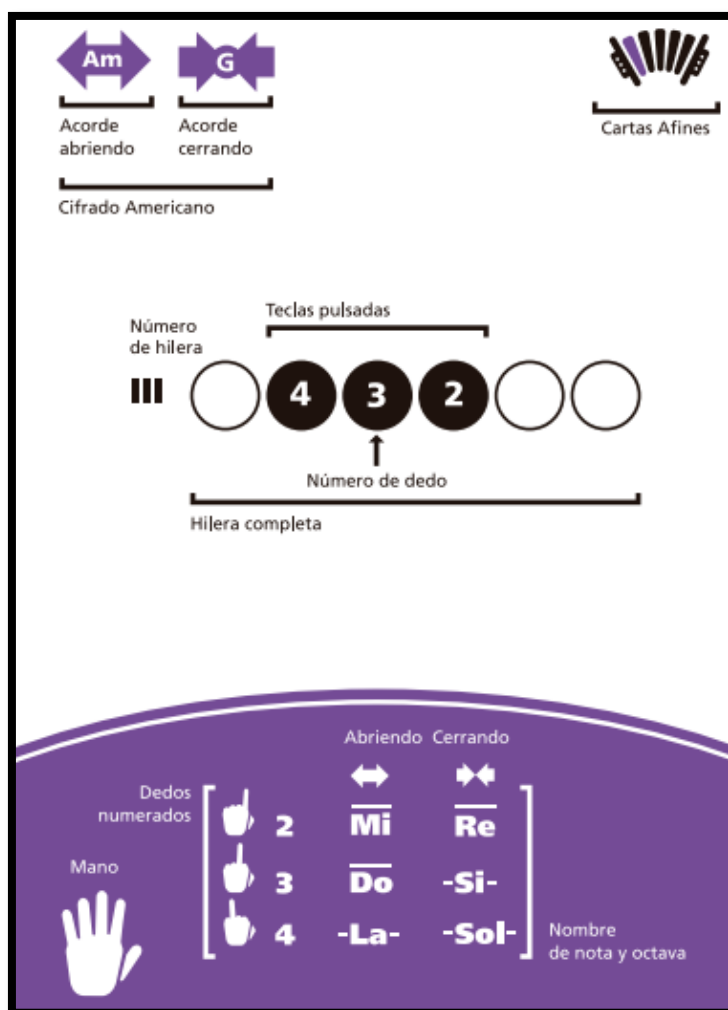 Am
G
Acorde
abriendo
Acorde
cerrando
Cartas Afines
Cifrado Americano
Teclas pulsadas
Número
de hilera
III
4 3 2
Número de dedo
Hilera completa
Abriendo Cerrando
Dedos
numerados
2 Mi Re
Mano
3 Do -Si-
4 -La- -Sol-
Nombre
de nota y octava